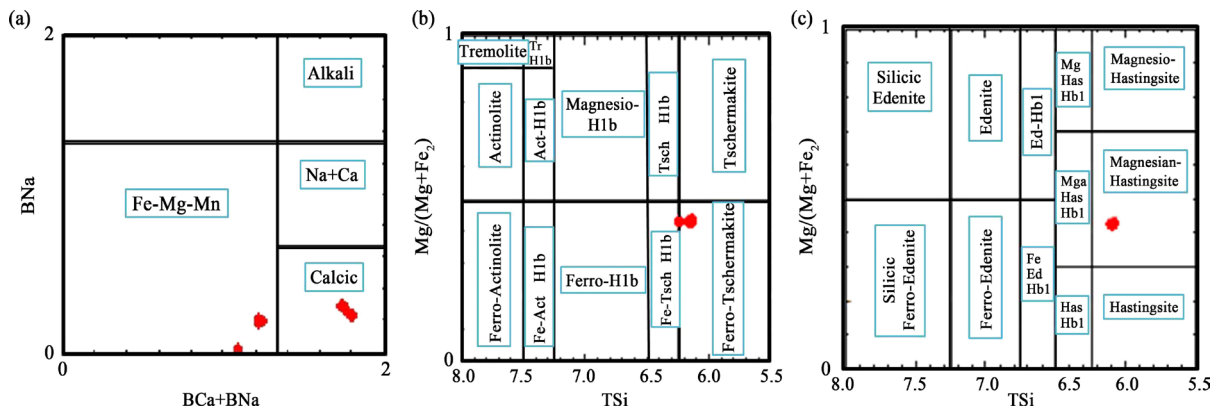 (a)
2
Alkali
BNa
Na+Ca
Fe-Mg-Mn
Calcic
0
0
2
BCa+BNa
(b)
1
Tremolite
Tr
H1b
Mg/(Mg+Fe2)
Actinolite
Act-H1b
Magnesio-
H1b
Tsch H1b
Tschermakite
Ferro-Actinolite
Fe-Act H1b
Ferro-H1b
Fe-Tsch H1b
Ferro-Tschermakite
0
8.0
7.5
7.0
6.5
6.0
5.5
TSi
(c)
1
Mg/(Mg+Fe2)
Silicic
Edenite
Edenite
Ed-Hb1
Mg
Has
Hb1
Magnesio-
Hastingsite
Mga
Has
Hb1
Magnesian-
Hastingsite
Silicic
Ferro-Edenite
Ferro-Edenite
Fe
Ed
Hb1
Has
Hb1
Hastingsite
0
8.0
7.5
7.0
6.5
6.0
5.5
TSi